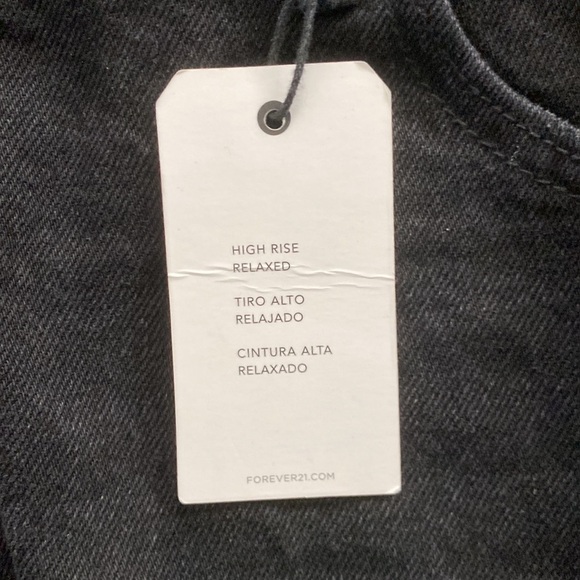 HIGH RISE
RELAXED
TIRO ALTO
RELAJADO
CINTURA ALTA
RELAXADO
FOREVER21.COM